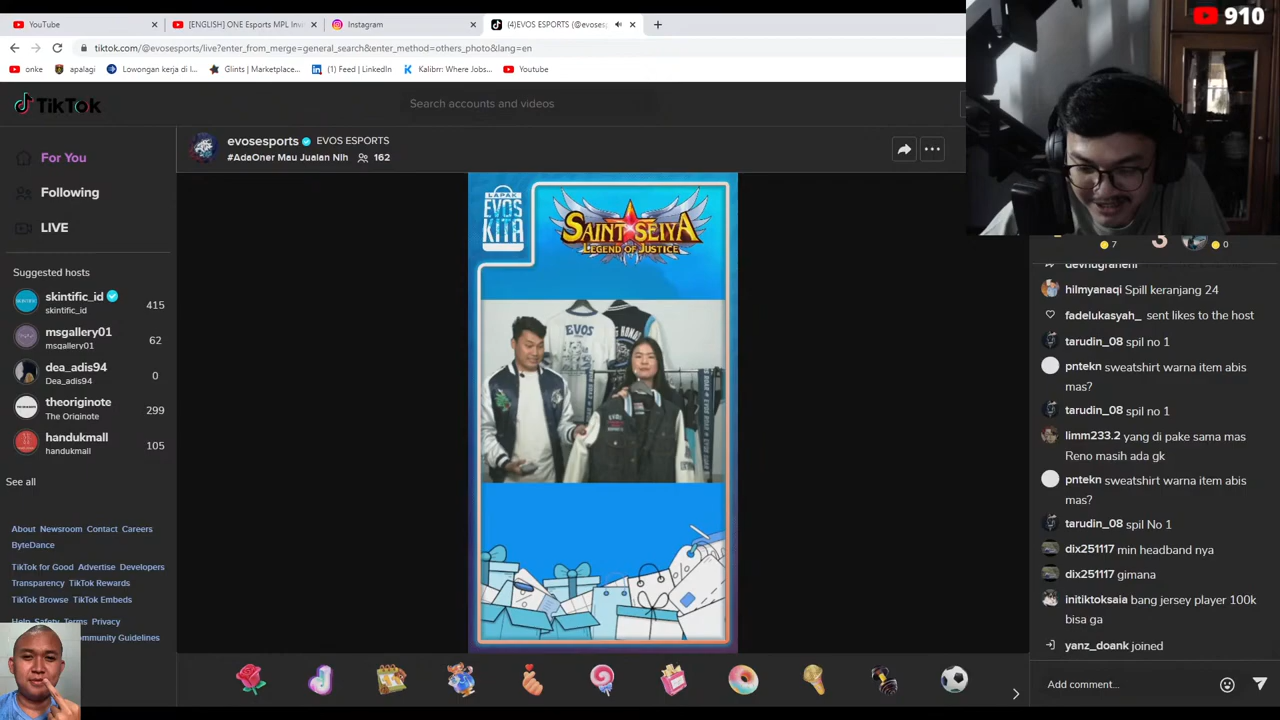 YouTube
[ENGLISH] ONE Esports MPL Inv
Instagram
(4)EVOS ESPORTS (@evoses
910
tiktok.com/@evosesports/live?enter_from_merge=general_search&enter_method=others_photo&lang=en
onke
apalagi
Lowongan kerja di I...
Glints | Marketplace...
(1) Feed | LinkedIn
Kalibrr: Where Jobs...
Youtube
TikTok
Search accounts and videos
For You
Following
LIVE
Suggested hosts
skintific_id
skintific_id
415
msgallery01
msgallery01
62
dea_adis94
Dea_adis94
0
theoriginote
The Originote
299
handukmall
handukmall
105
See all
About Newsroom Contact Careers
ByteDance
TikTok for Good Advertise Developers
Transparency TikTok Rewards
TikTok Browse TikTok Embeds
Help Safety Terms Privacy
Community Guidelines
evosesports EVOS ESPORTS
#AdaOner Mau Jualan Nih 162
LAPAK
EVOS
KITA
SAINT SEIYA
LEGEND OF JUSTICE
EVOS
7
3
0
hilmyanaqi Spill keranjang 24
fadelukasyah_ sent likes to the host
tarudin_08 spil no 1
pntekn sweatshirt warna item abis
mas?
tarudin_08 spil no 1
limm233.2 yang di pake sama mas
Reno masih ada gk
pntekn sweatshirt warna item abis
mas?
tarudin_08 spil No 1
dix251117 min headband nya
dix251117 gimana
initiktoksaia bang jersey player 100k
bisa ga
yanz_doank joined
Add comment...